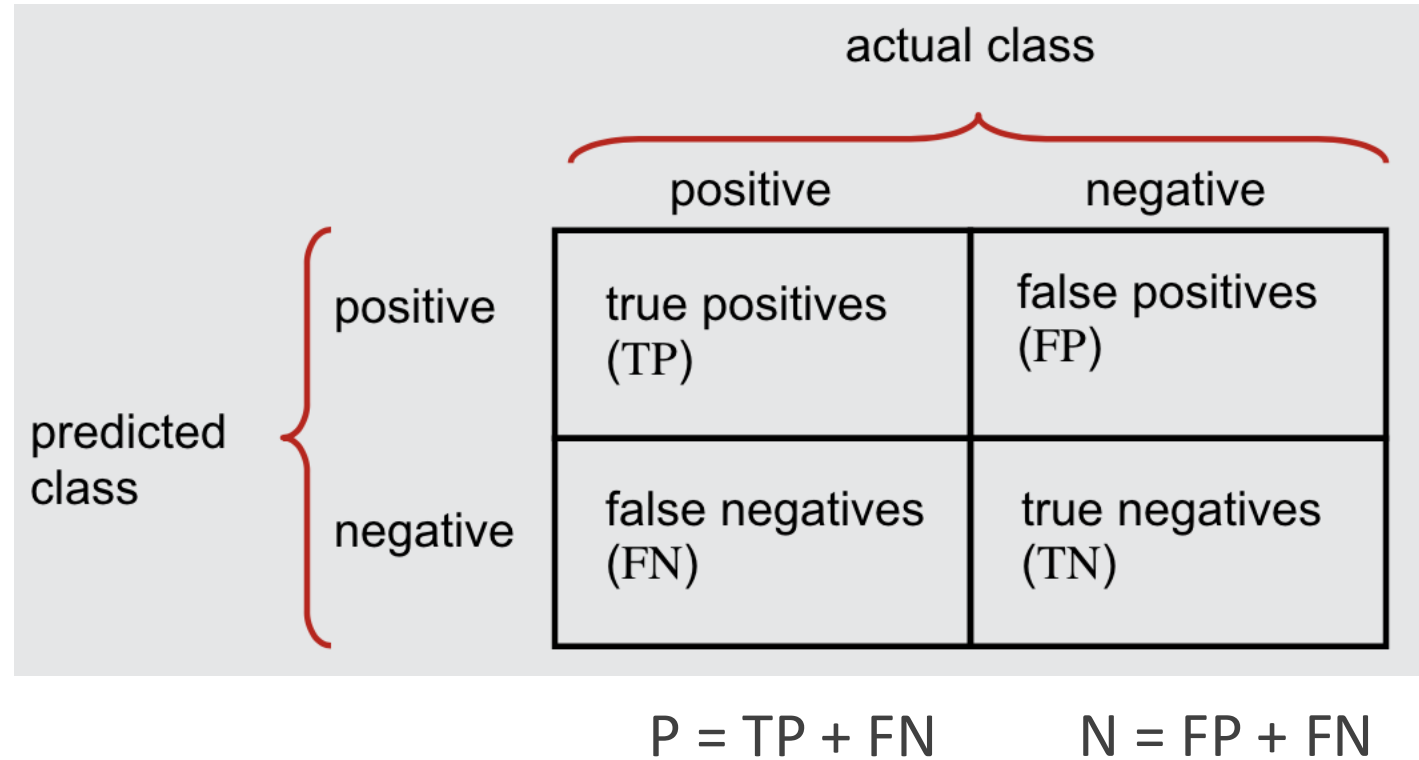 actual class
positive negative
positive
true positives
(TP)
false positives
(FP)
predicted
class
negative
false negatives
(FN)
true negatives
(TN)
P = TP + FN
N = FP + FN